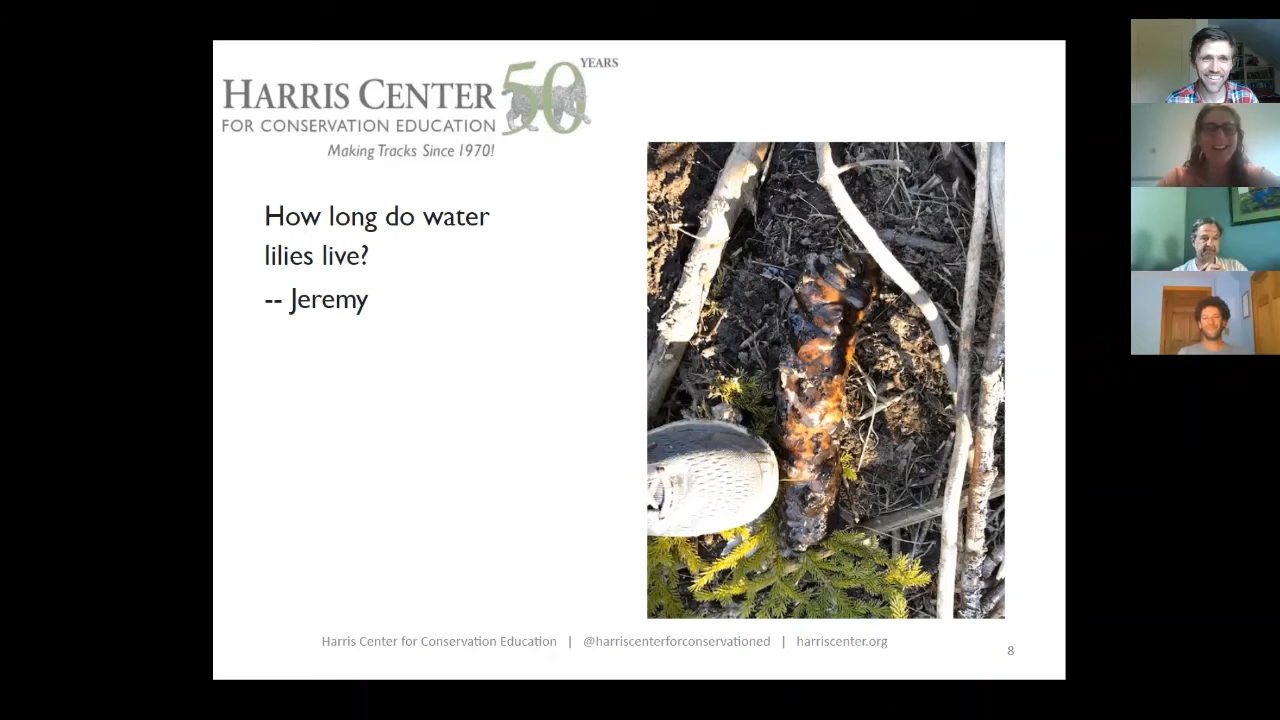 HARRIS CENTER 50 YEARS
FOR CONSERVATION EDUCATION
Making Tracks Since 1970!
How long do water
lilies live?
-- Jeremy
Harris Center for Conservation Education | @harriscenterforconservationed | harriscenter.org
8